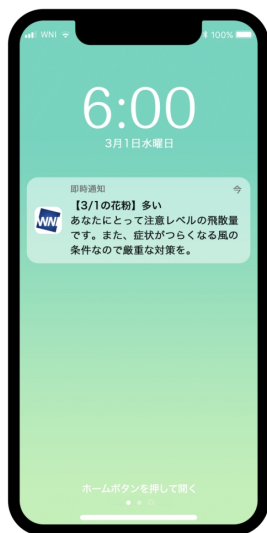 WNI 100%
6:00
3月1日水曜日
即時通知 今
【3/1の花粉】多い
WNI
あなたにとって注意レベルの飛散量
です。また、症状がつらくなる風の
条件なので厳重な対策を。
ホームボタンを押して開く